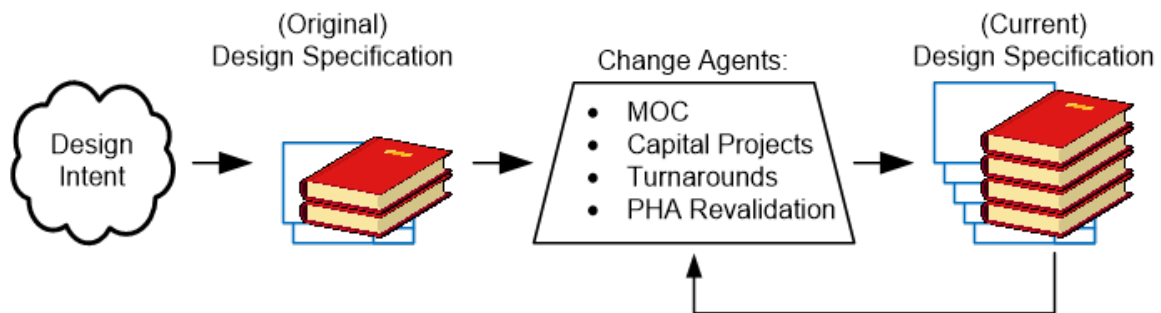 (Original)
Design Specification
(Current)
Design Specification
Change Agents:
Design
Intent
• MOC
• Capital Projects
• Turnarounds
• PHA Revalidation